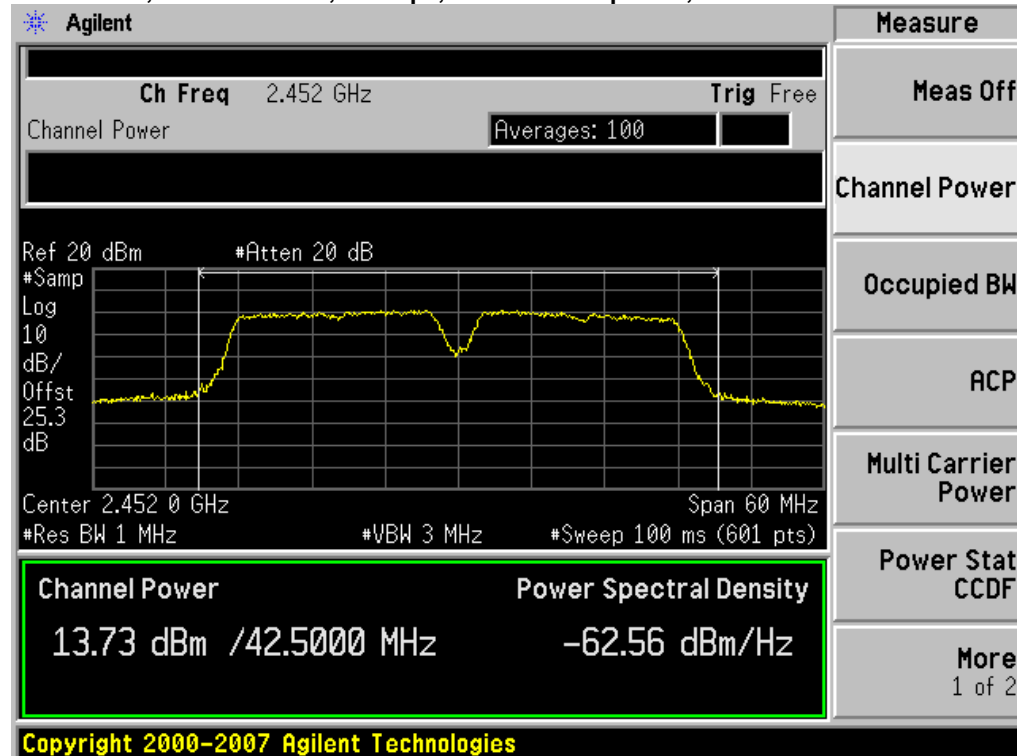 Agilent
Measure
Ch Freq 2.452 GHz Trig Free
Channel Power Averages: 100
Ref 20 dBm #Atten 20 dB
#Samp
Log
10
dB/
Offst
25.3
dB
Center 2.452 0 GHz Span 60 MHz
#Res BW 1 MHz #VBW 3 MHz #Sweep 100 ms (601 pts)
Channel Power Power Spectral Density
13.73 dBm /42.5000 MHz -62.56 dBm/Hz
Meas Off
Channel Power
Occupied BW
ACP
Multi Carrier
Power
Power Stat
CCDF
More
1 of 2
Copyright 2000-2007 Agilent Technologies